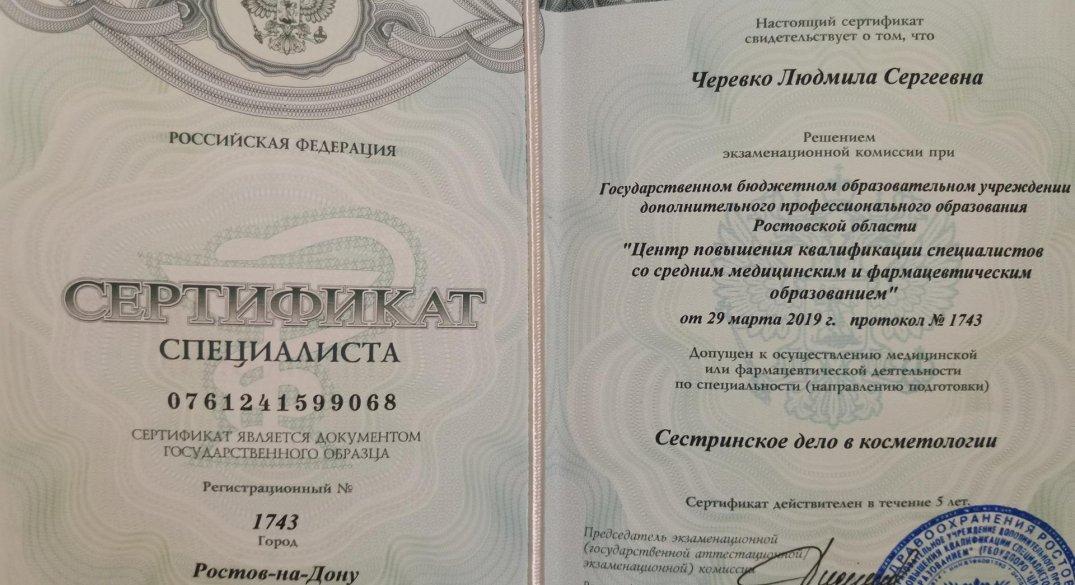 РОССИЙСКАЯ ФЕДЕРАЦИЯ
СЕРТИФИКАТ
СПЕЦИАЛИСТА
0761241599068
СЕРТИФИКАТ ЯВЛЯЕТСЯ ДОКУМЕНТОМ
ГОСУДАРСТВЕННОГО ОБРАЗЦА
Регистрационный №
1743
Город
Ростов-на-Дону
Настоящий сертификат
свидетельствует о том, что
Черевко Людмила Сергеевна
Решением
экзаменационной комиссии при
Государственном бюджетном образовательном учреждении
дополнительного профессионального образования
Ростовской области
"Центр повышения квалификации специалистов
со средним медицинским и фармацевтическим
образованием"
от 29 марта 2019 г. протокол № 1743
Допущен к осуществлению медицинской
или фармацевтической деятельности
по специальности (направлению подготовки)
Сестринское дело в косметологии
Сертификат действителен в течение 5 лет.
Председатель экзаменационной
(государственной аттестационной/
экзаменационной) комиссии